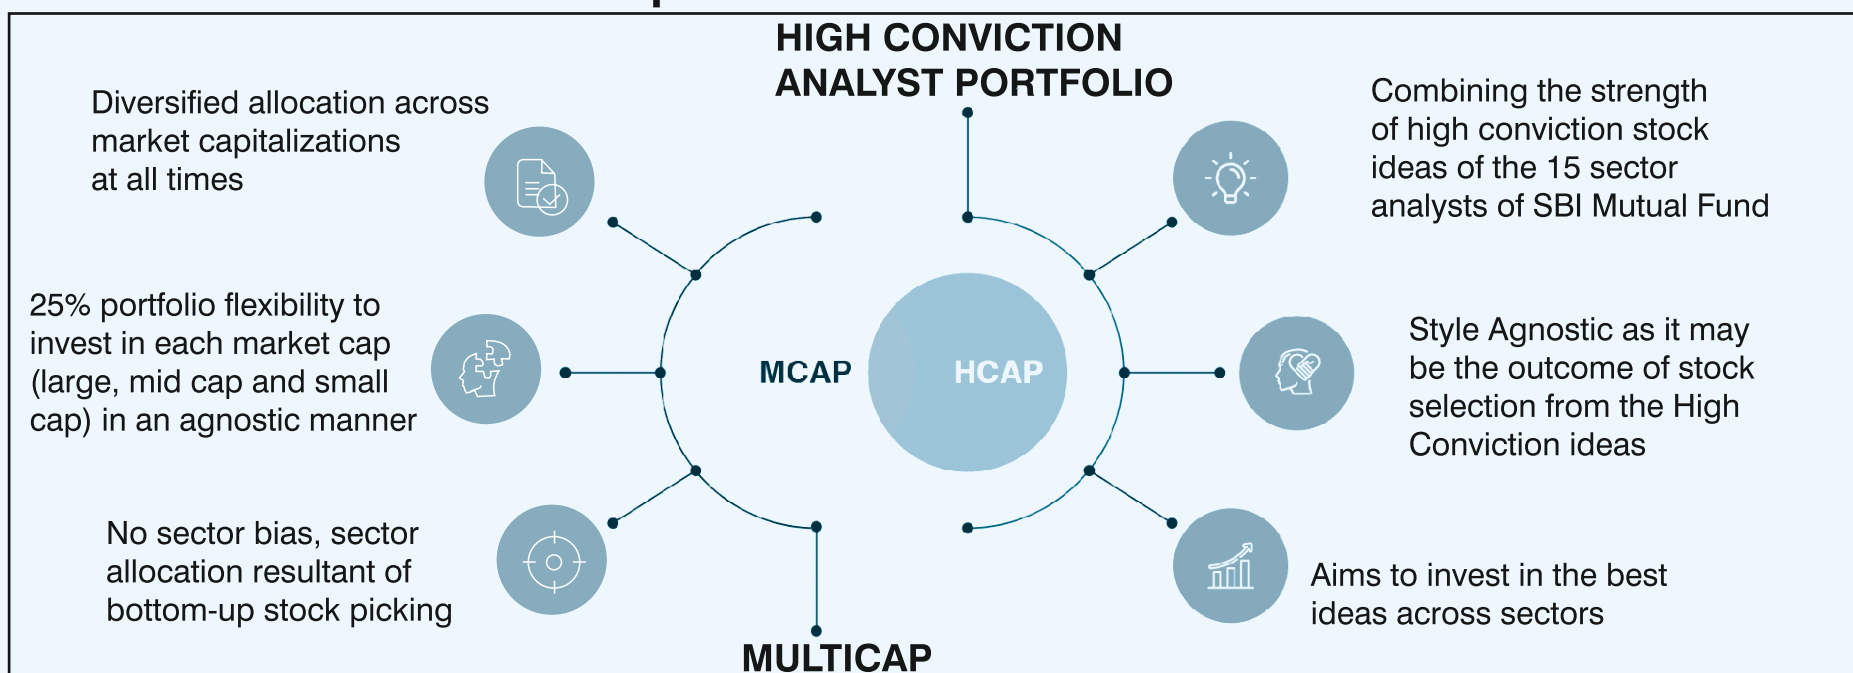 HIGH CONVICTION
ANALYST PORTFOLIO
Diversified allocation across
market capitalizations
at all times
25% portfolio flexibility to
invest in each market cap
(large, mid cap and small
cap) in an agnostic manner
No sector bias, sector
allocation resultant of
bottom-up stock picking
MCAP
HCAP
Combining the strength
of high conviction stock
ideas of the 15 sector
analysts of SBI Mutual Fund
Style Agnostic as it may
be the outcome of stock
selection from the High
Conviction ideas
Aims to invest in the best
ideas across sectors
MULTICAP